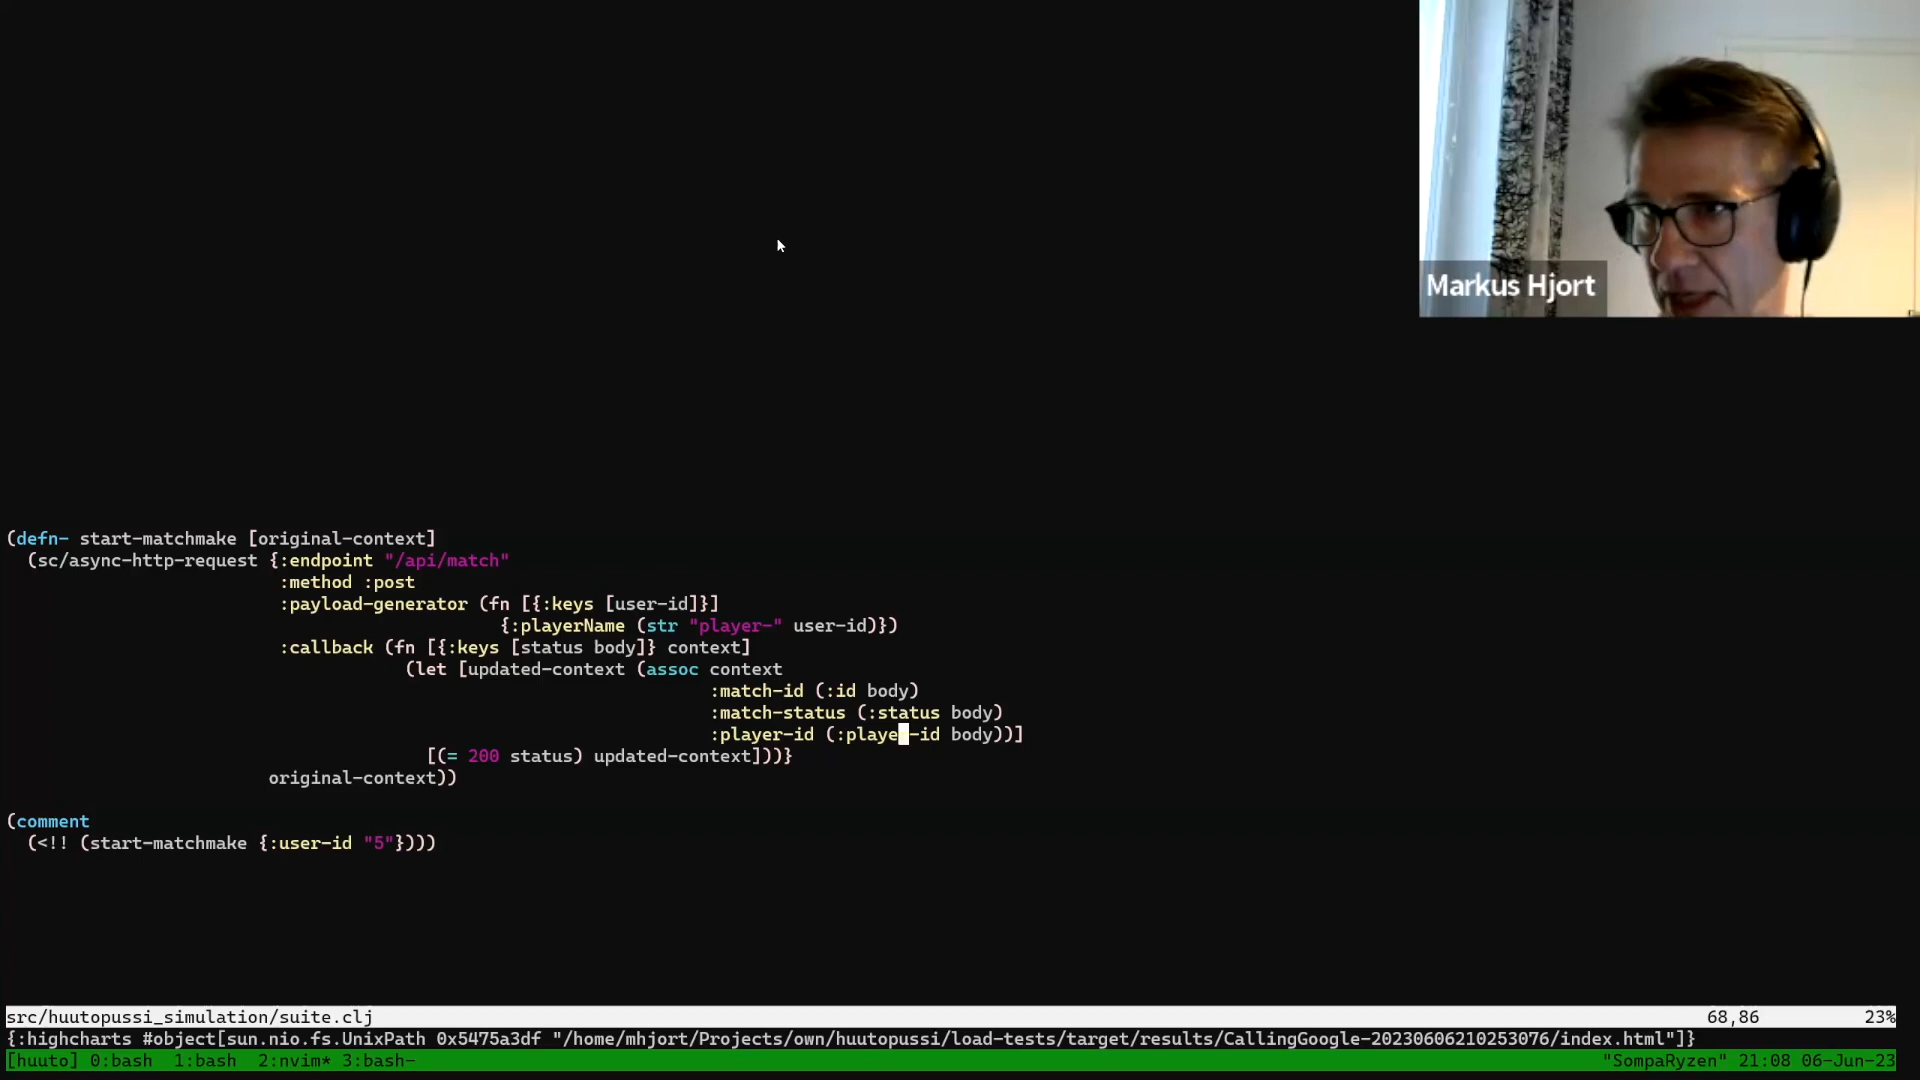 Markus Hjort
(defn- start-matchmake [original-context]
  (sc/async-http-request {:endpoint "/api/match"
                          :method :post
                          :payload-generator (fn [{:keys [user-id]}]
                                               {:playerName (str "player-" user-id)})
                          :callback (fn [{:keys [status body]} context]
                                      (let [updated-context (assoc context
                                                                   :match-id (:id body)
                                                                   :match-status (:status body)
                                                                   :player-id (:player-id body))]
                                        [(= 200 status) updated-context]))}
                         original-context))
(comment
  (<!! (start-matchmake {:user-id "5"})))
src/huutopussi_simulation/suite.clj 68,86 23%
{:highcharts #object[sun.nio.fs.UnixPath 0x5475a3df "/home/mhjort/Projects/own/huutopussi/load-tests/target/results/CallingGoogle-20230606210253076/index.html"]}
[huuto] 0:bash  1:bash  2:nvim* 3:bash- "SompaRyzen" 21:08 06-Jun-23